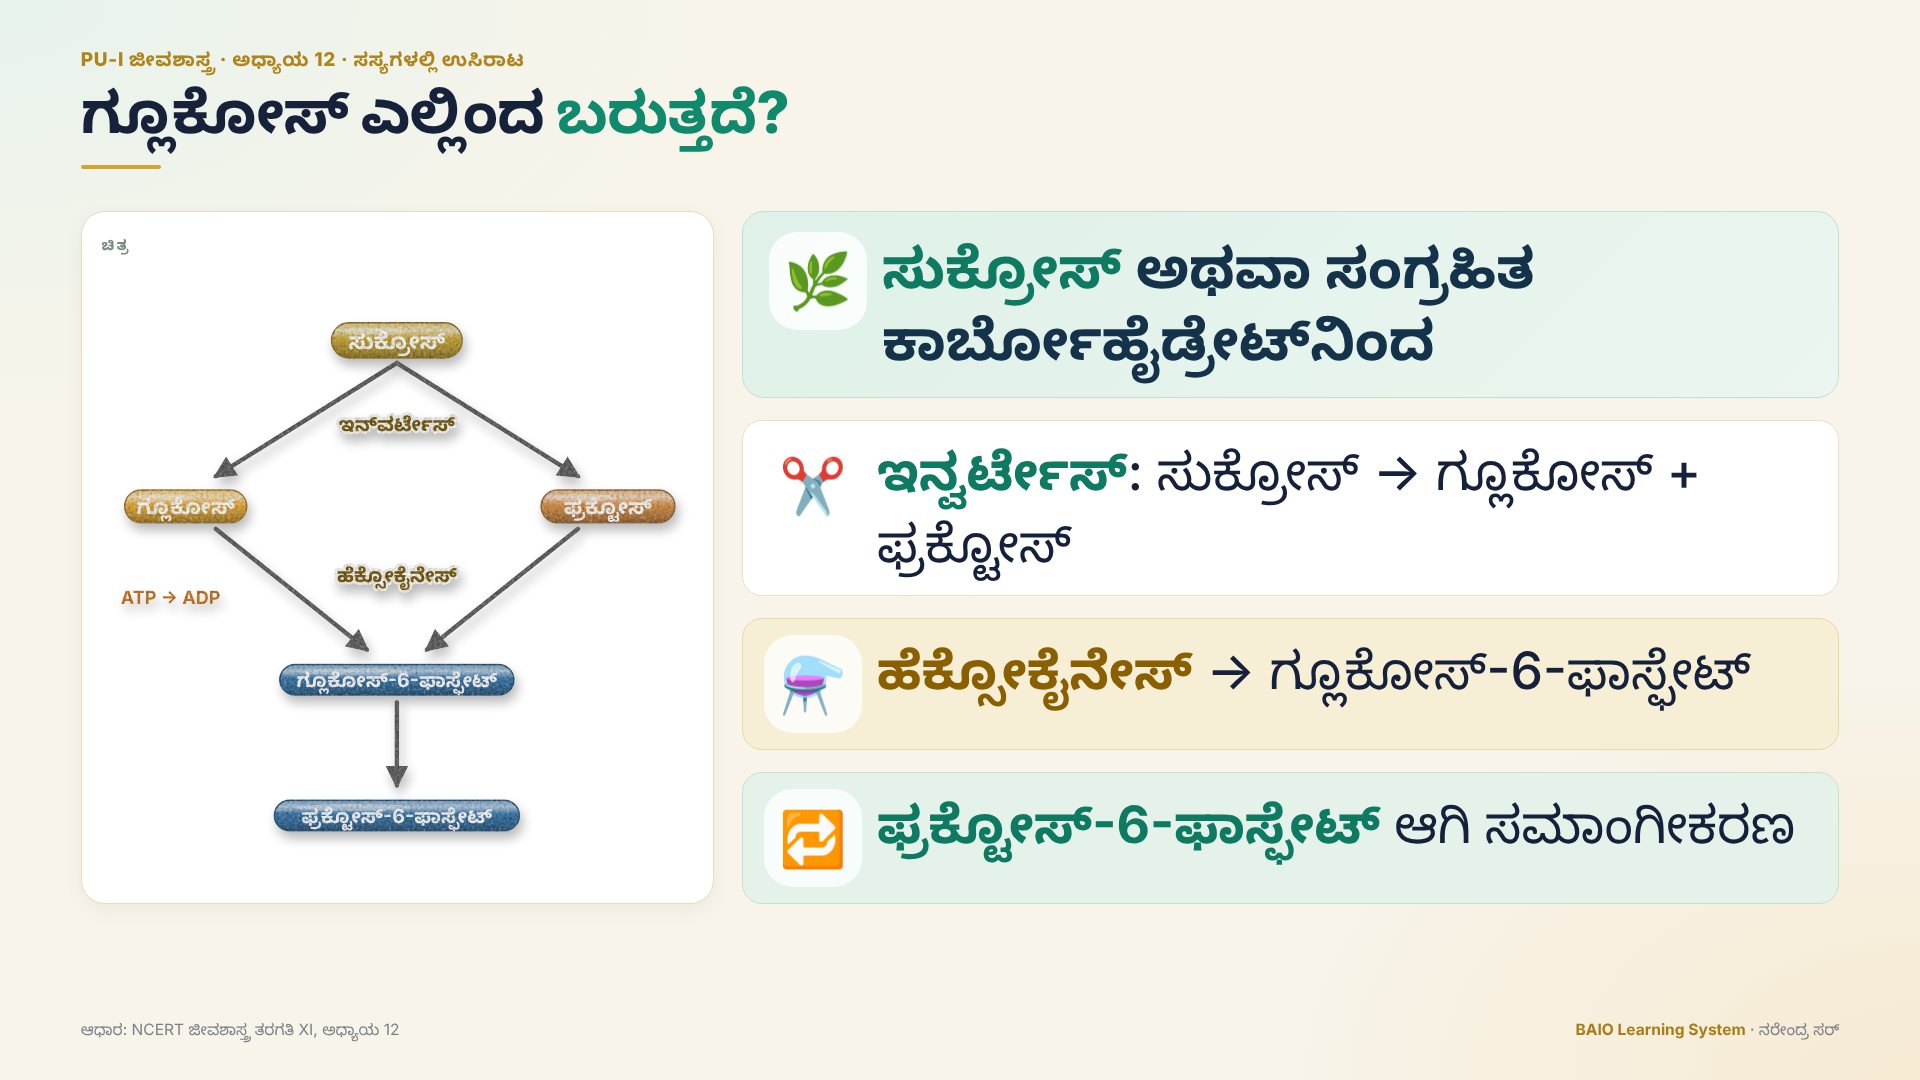 PU-I ಜೀವಶಾಸ್ತ್ರ · ಅಧ್ಯಾಯ 12 · ಸಸ್ಯಗಳಲ್ಲಿ ಉಸಿರಾಟ
ಗ್ಲೂಕೋಸ್ ಎಲ್ಲಿಂದ ಬರುತ್ತದೆ?
ಚಿತ್ರ
ಸುಕ್ರೋಸ್
ಇನ್‌ವರ್ಟೇಸ್
ಗ್ಲೂಕೋಸ್
ಫ್ರಕ್ಟೋಸ್
ಹೆಕ್ಸೋಕೈನೇಸ್
ATP → ADP
ಗ್ಲೂಕೋಸ್-6-ಫಾಸ್ಫೇಟ್
ಫ್ರಕ್ಟೋಸ್-6-ಫಾಸ್ಫೇಟ್
ಸುಕ್ರೋಸ್ ಅಥವಾ ಸಂಗ್ರಹಿತ
ಕಾರ್ಬೋಹೈಡ್ರೇಟ್‌ನಿಂದ
ಇನ್ವರ್ಟೇಸ್: ಸುಕ್ರೋಸ್ → ಗ್ಲೂಕೋಸ್ +
ಫ್ರಕ್ಟೋಸ್
ಹೆಕ್ಸೋಕೈನೇಸ್ → ಗ್ಲೂಕೋಸ್-6-ಫಾಸ್ಫೇಟ್
ಫ್ರಕ್ಟೋಸ್-6-ಫಾಸ್ಫೇಟ್ ಆಗಿ ಸಮಾಂಗೀಕರಣ
ಆಧಾರ: NCERT ಜೀವಶಾಸ್ತ್ರ ತರಗತಿ XI, ಅಧ್ಯಾಯ 12
BAIO Learning System · ನರೇಂದ್ರ ಸರ್